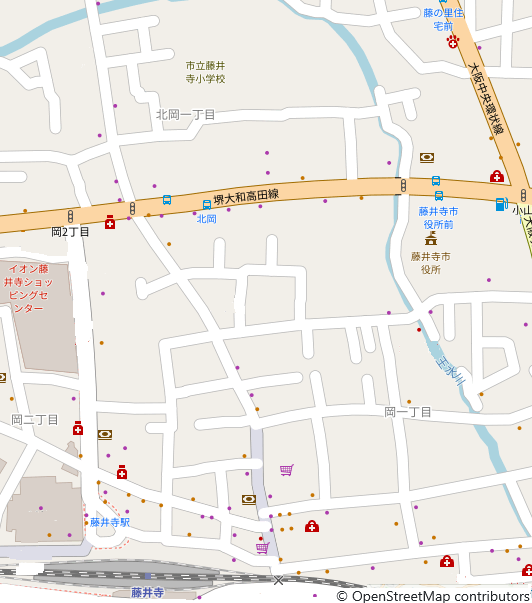 藤の里住
宅前
市立藤井
寺小学校
大阪中央環状線
北岡一丁目
堺大和高田線
北岡
藤井寺市
役所前
岡2丁目
藤井寺市
役所
イオン藤
井寺ショッ
ピングセ
ンター
岡二丁目
岡一丁目
藤井寺駅
藤井寺
© OpenStreetMap contributors